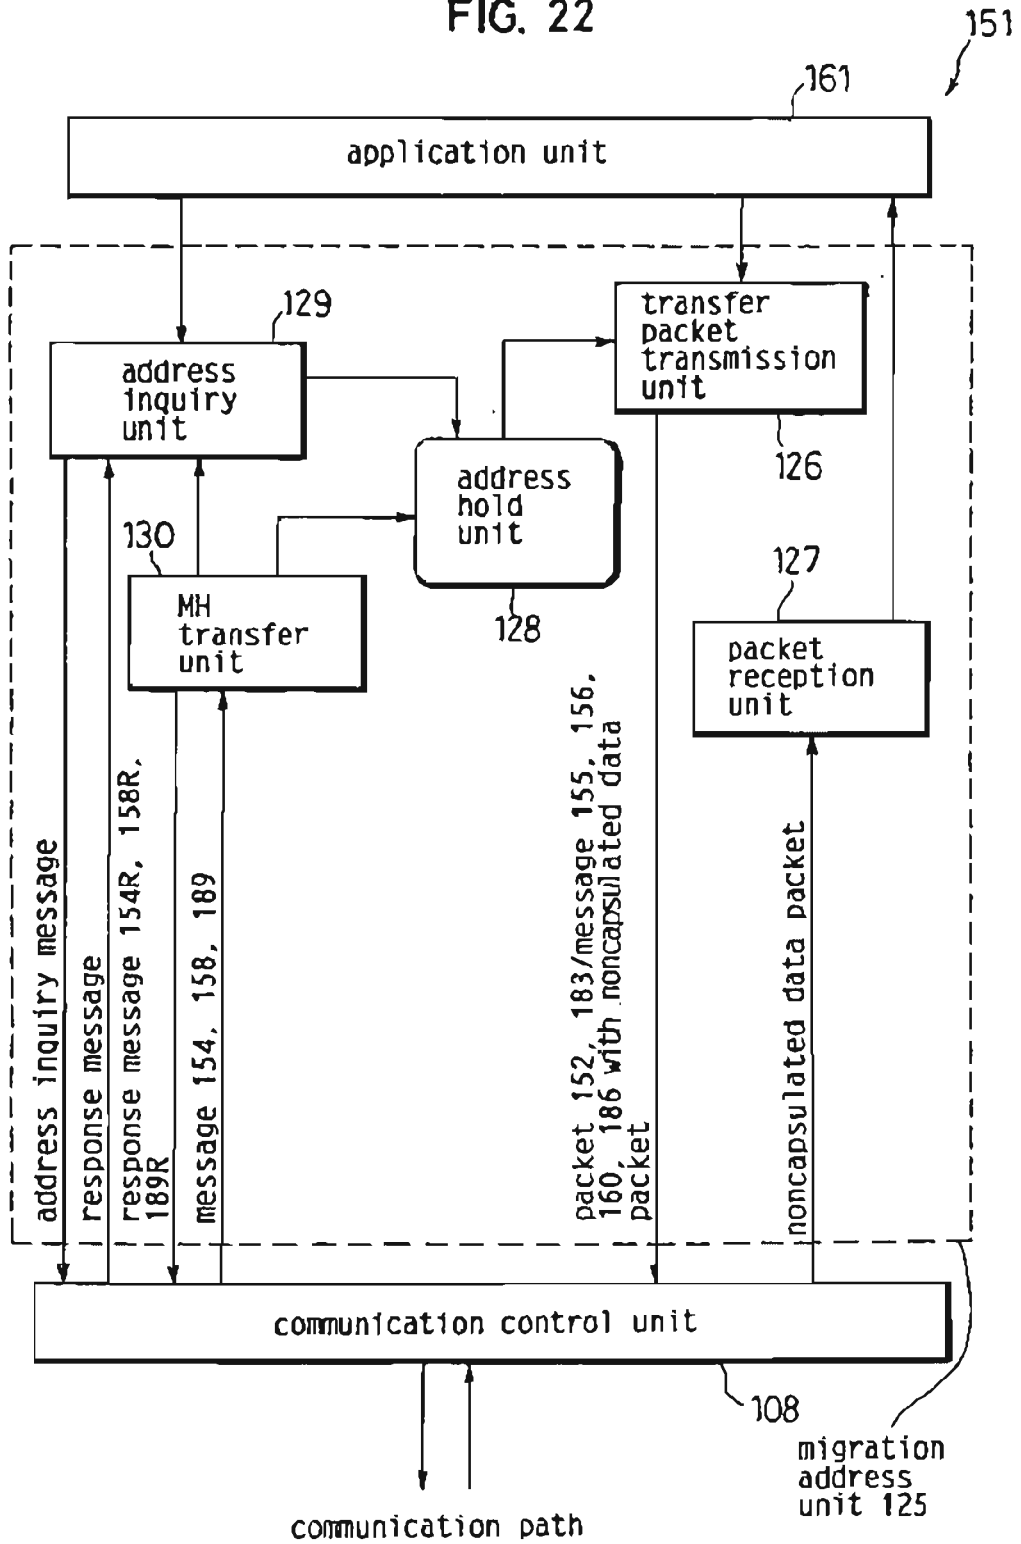 FIG. 22
151
161
application unit
129
address
inquiry
unit
transfer
packet
transmission
unit
126
address
hold
unit
128
130
MH
transfer
unit
127
packet
reception
unit
address inquiry message
response message
response message 154R, 158R,
189R
message 154, 158, 189
packet 152, 183/message 155, 156,
160, 186 with noncapsulated data
packet
noncapsulated data packet
communication control unit
108
migration
address
unit 125
communication path